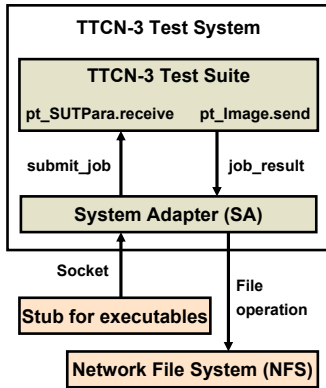 TTCN-3 Test System
TTCN-3 Test Suite
pt_SUTPara.receive pt_Image.send
submit_job job_result
System Adapter (SA)
Socket
File
operation
Stub for executables
Network File System (NFS)